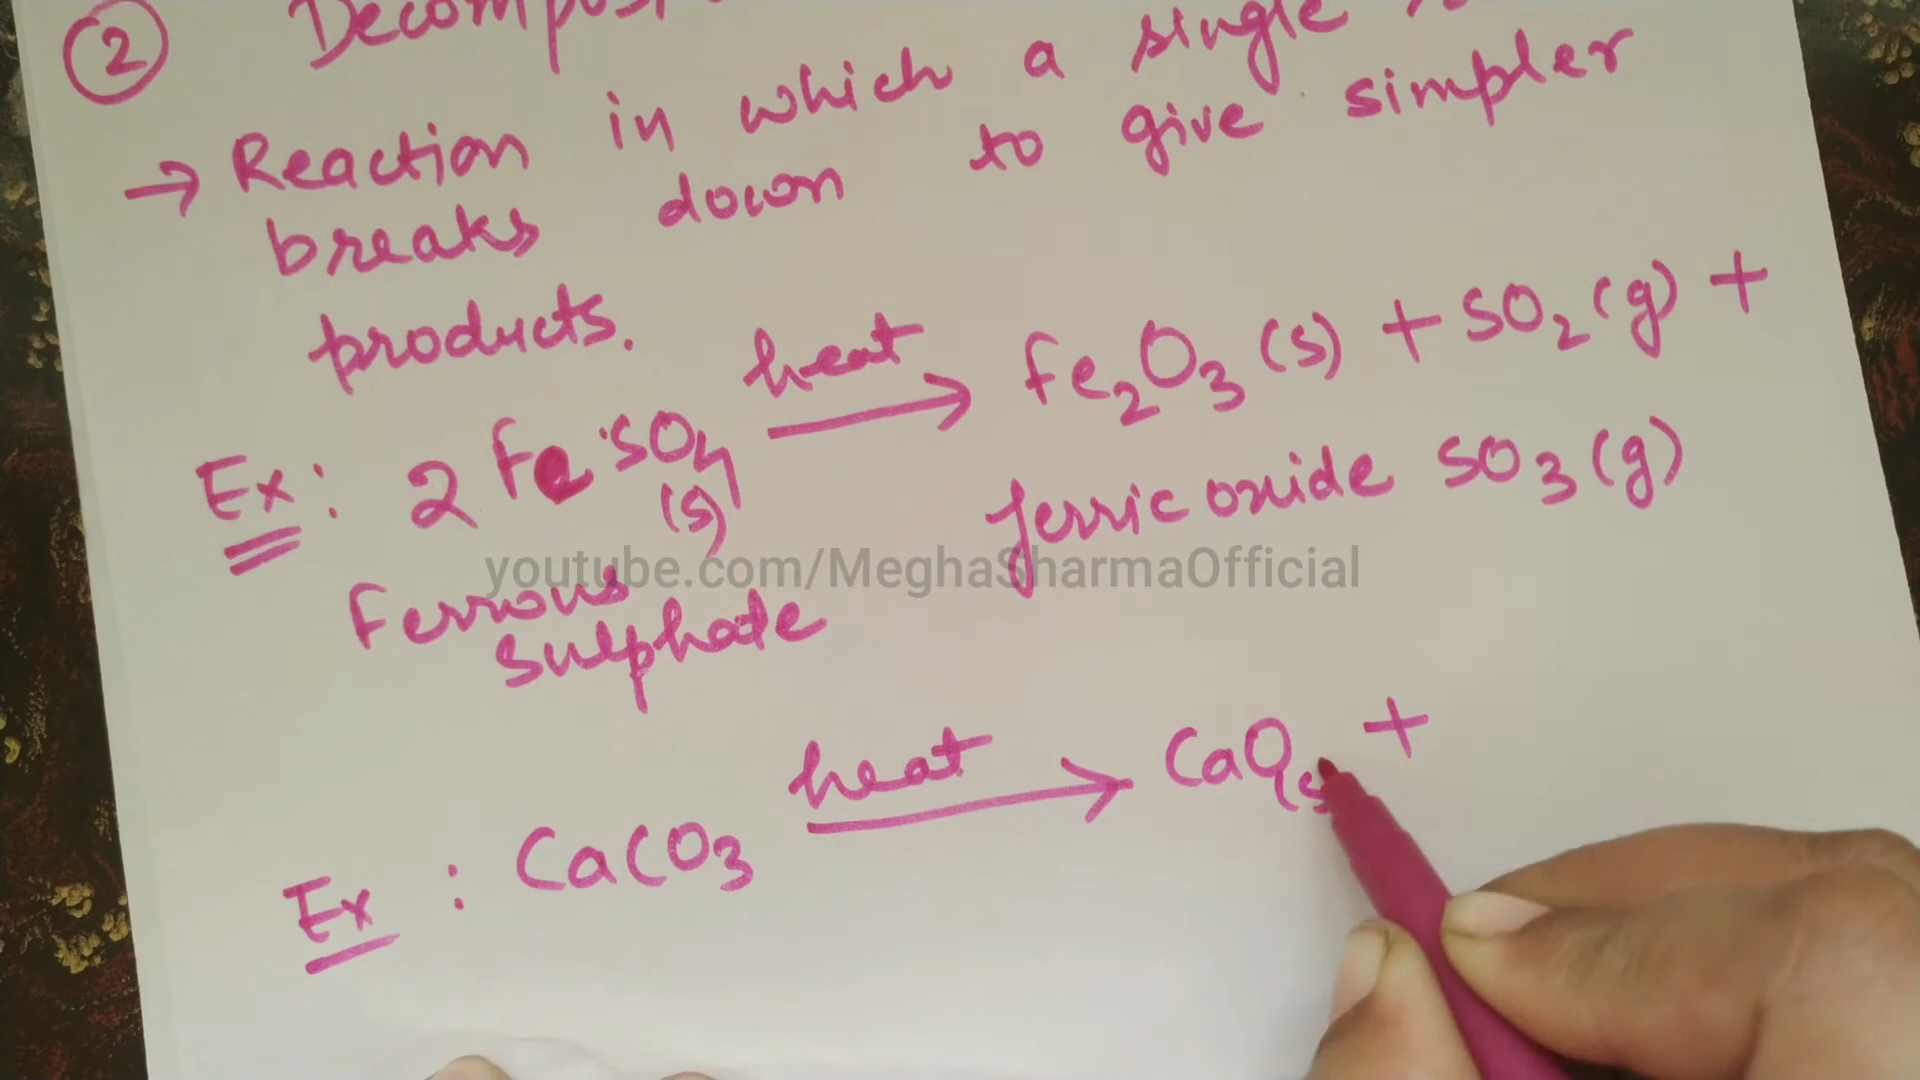 ② Decompos
→ Reaction in which a single
breaks down to give simpler
products.
Ex: 2 FeSO4 (s) heat → Fe2O3 (s) + SO2 (g) +
Ferrous sulphate ferric oxide SO3 (g)
youtube.com/MeghaSharmaOfficial
Ex : CaCO3 heat → CaO(s +